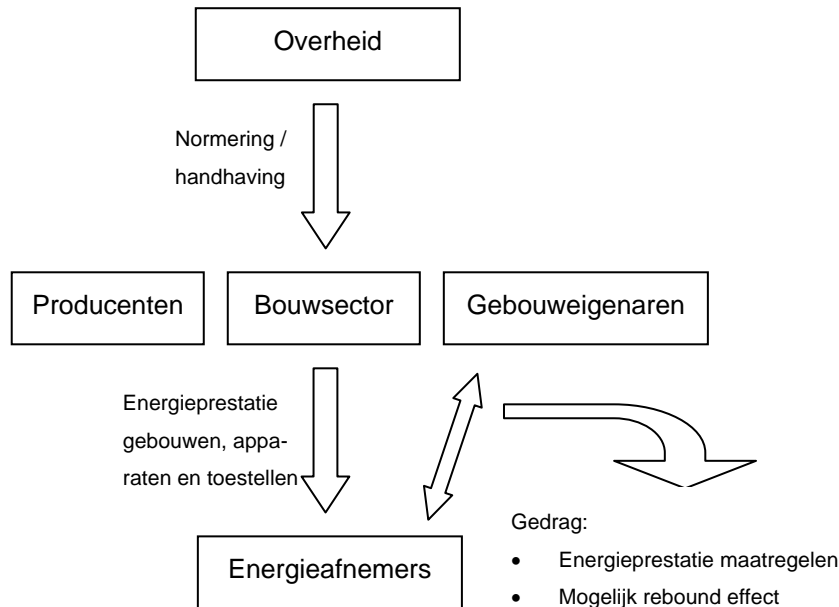 Overheid
Normering /
handhaving
Producenten
Bouwsector
Gebouweigenaren
Energieprestatie
gebouwen, appa-
raten en toestellen
Energieafnemers
Gedrag:
• Energieprestatie maatregelen
• Mogelijk rebound effect